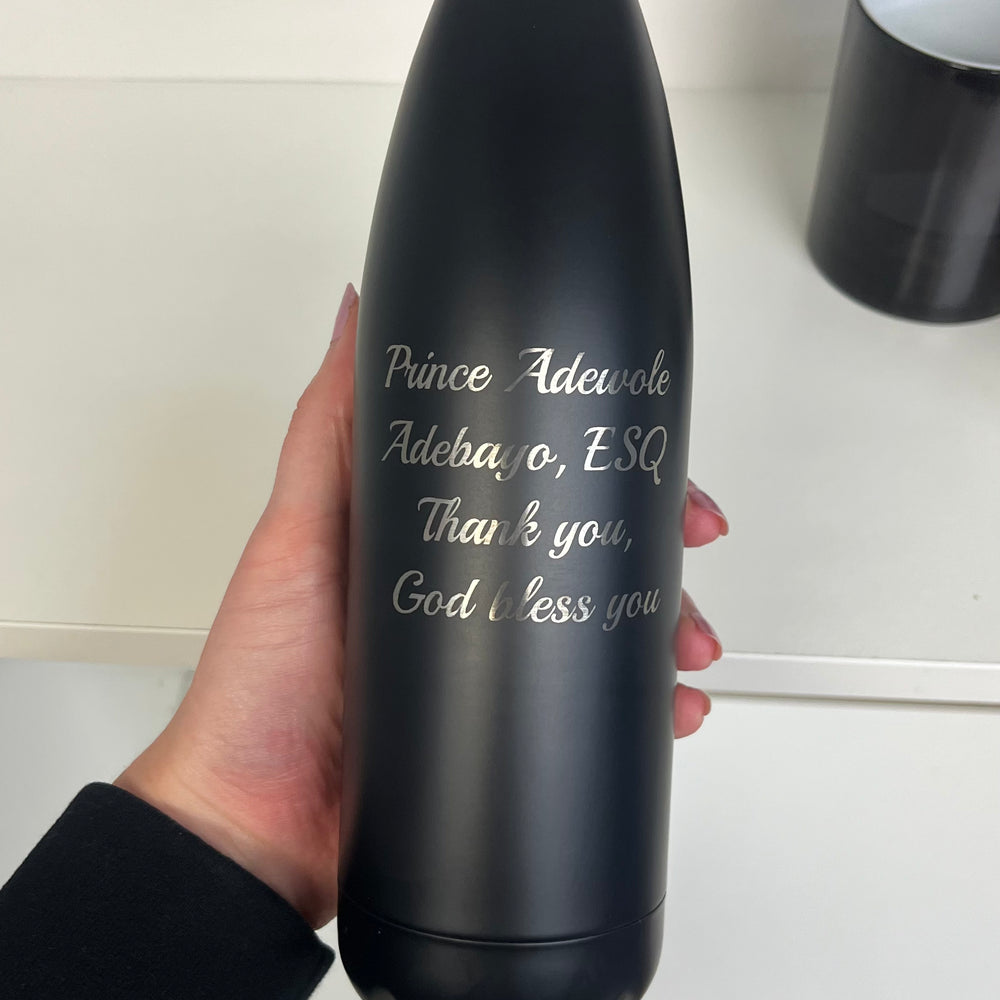 Prince Adewole
Adebayo, ESQ
Thank you,
God bless you